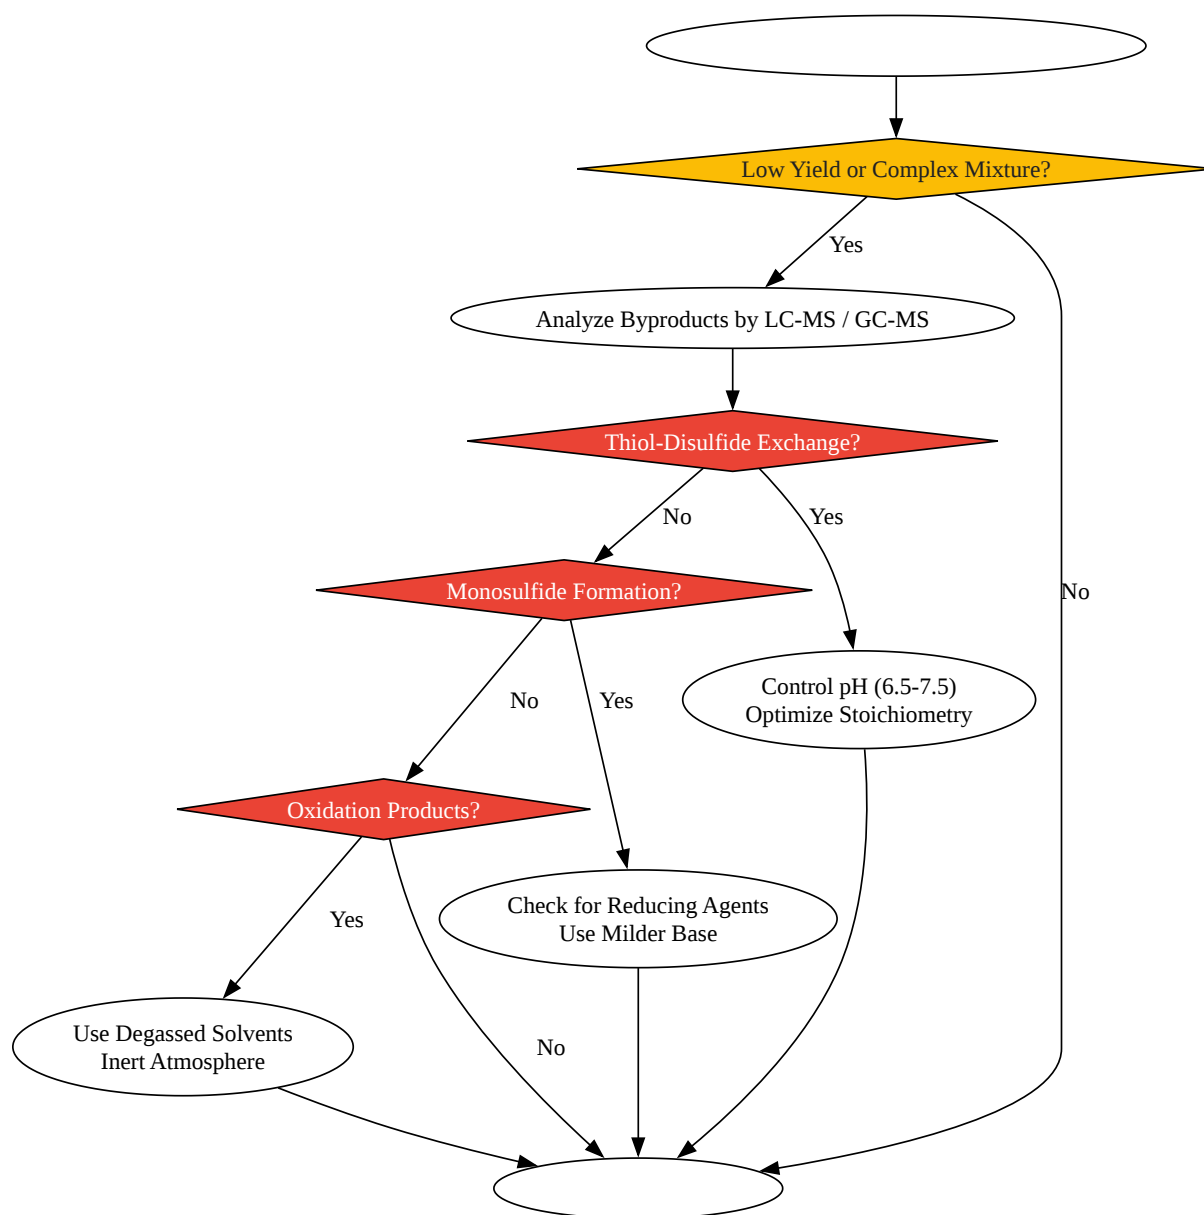 Low Yield or Complex Mixture?
Yes
Analyze Byproducts by LC-MS / GC-MS
Thiol-Disulfide Exchange?
No
Yes
Monosulfide Formation?
No
Control pH (6.5-7.5)
Optimize Stoichiometry
No
Yes
Oxidation Products?
Check for Reducing Agents
Use Milder Base
Yes
Use Degassed Solvents
Inert Atmosphere
No